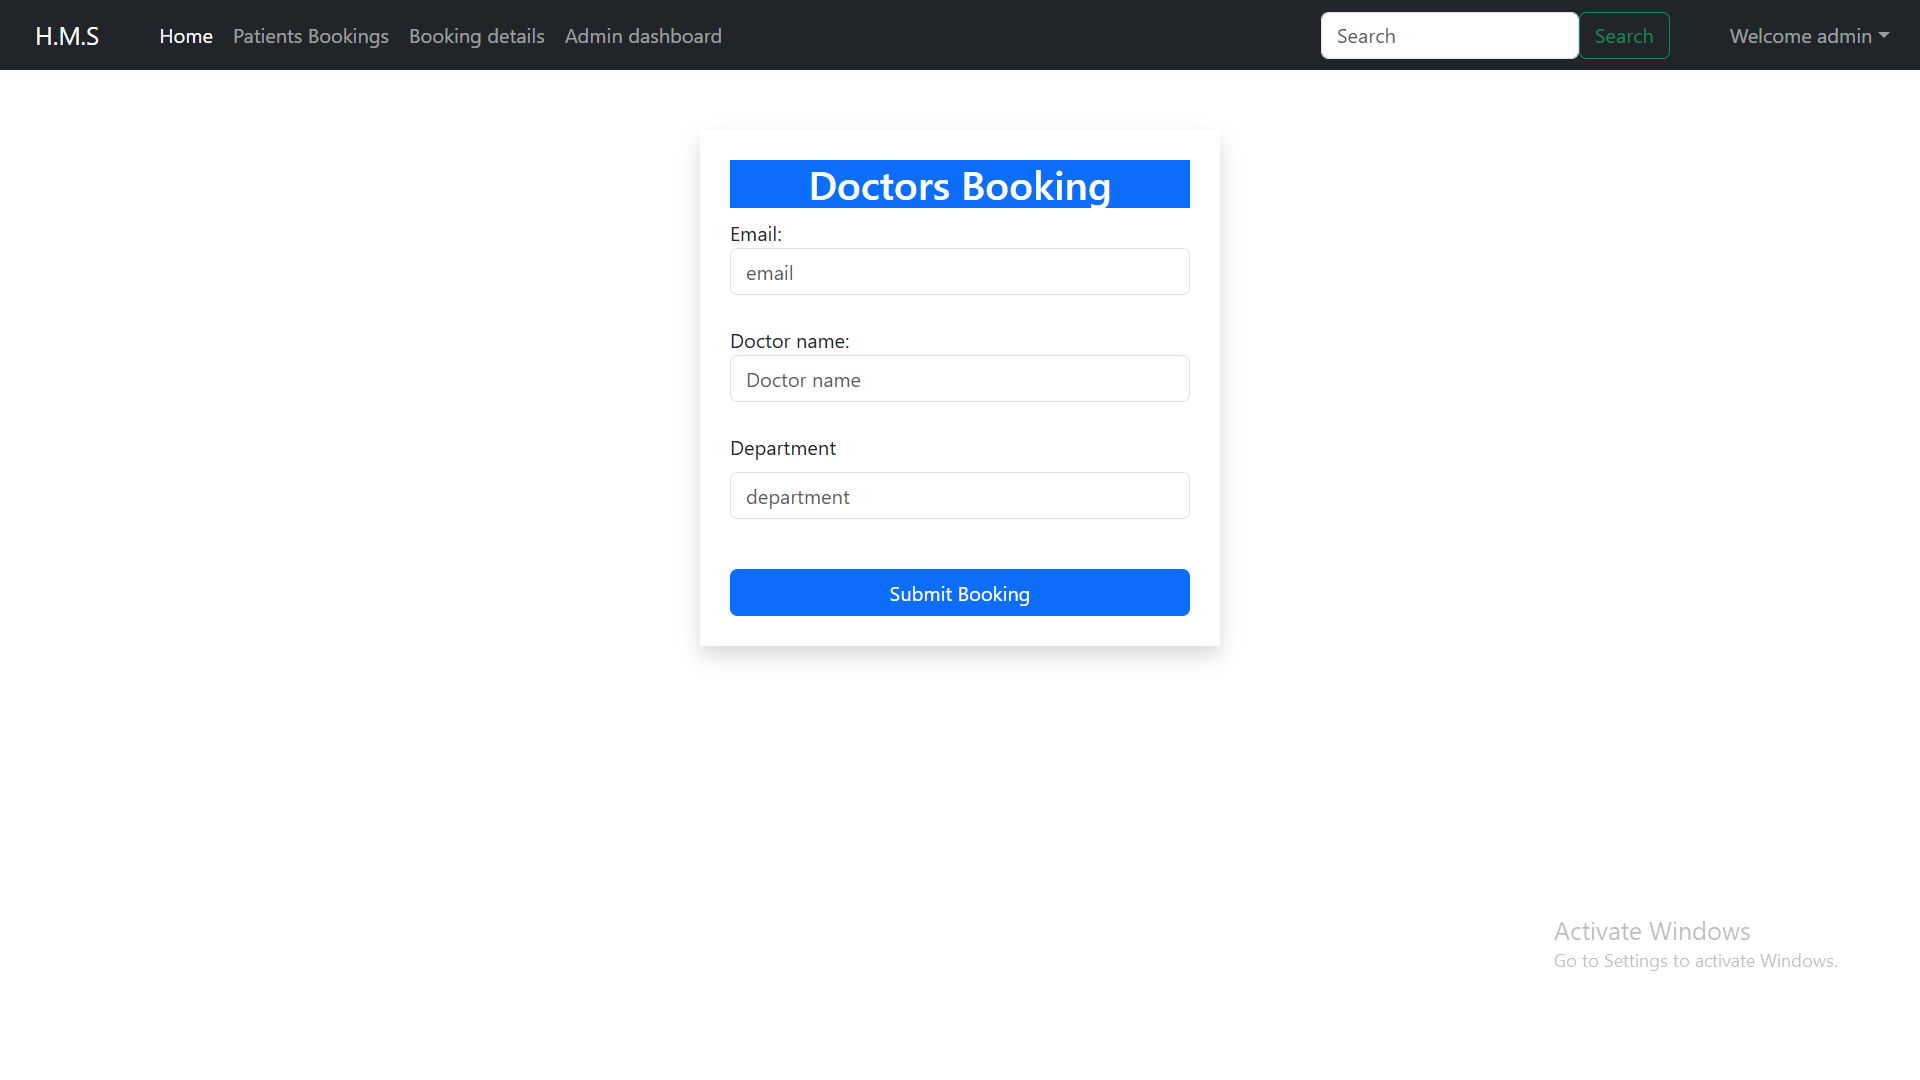 H.M.S Home Patients Bookings Booking details Admin dashboard Search Search Welcome admin
Doctors Booking
Email:
email
Doctor name:
Doctor name
Department
department
Submit Booking
Activate Windows
Go to Settings to activate Windows.